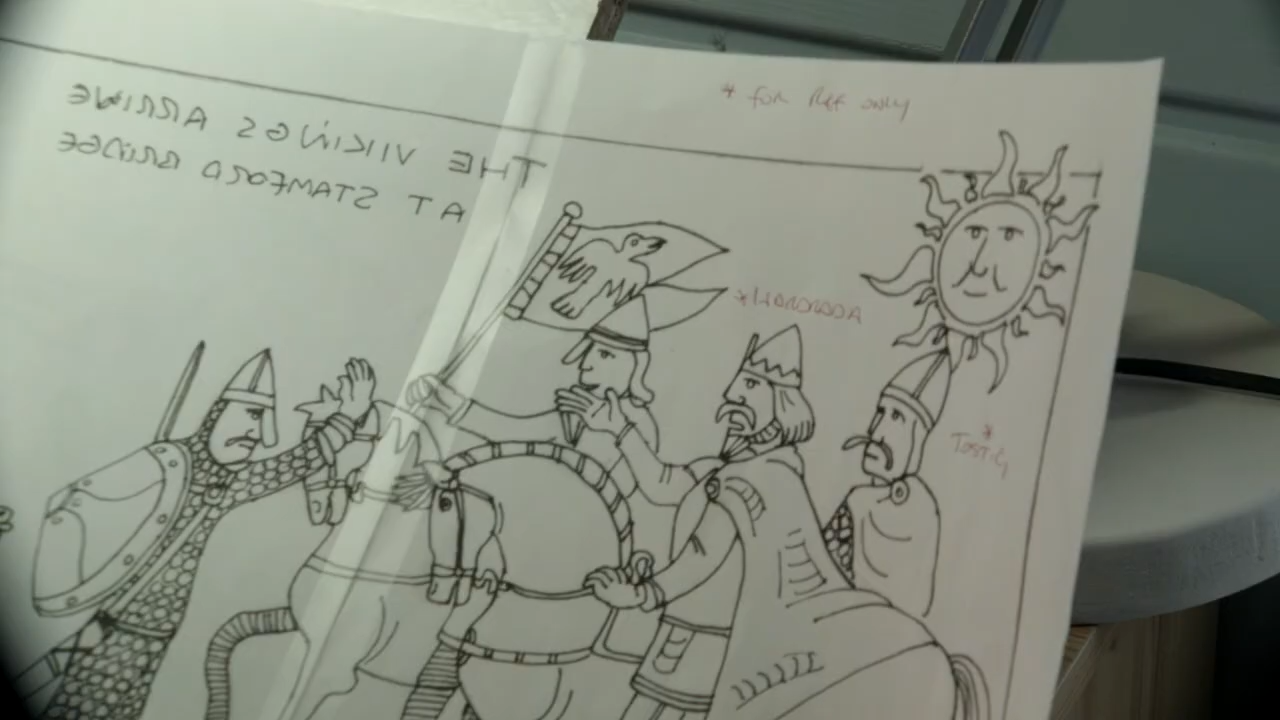 * FOR REF ONLY
THE VIKINGS ARRIVE
AT STAMFORD BRIDGE
* HARDRADA
*
TOSTIG